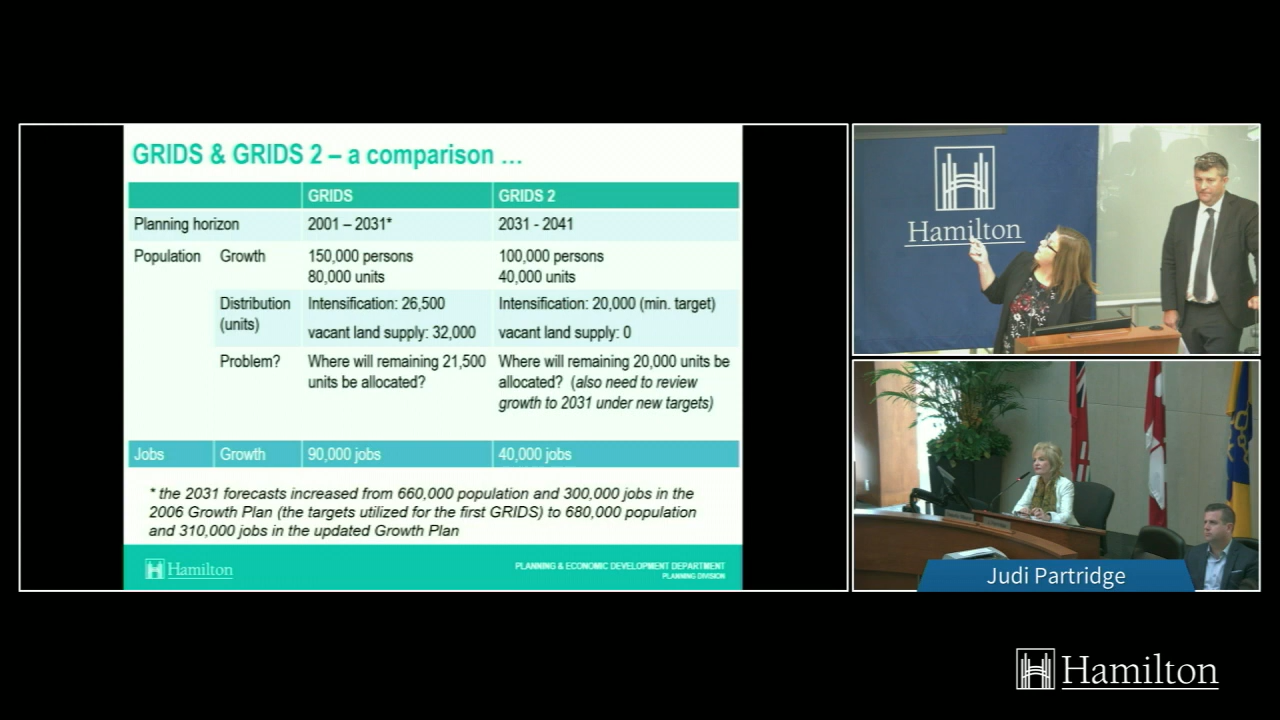 GRIDS & GRIDS 2 – a comparison …
GRIDS
GRIDS 2
Planning horizon
2001 – 2031*
2031 - 2041
Population
Growth
150,000 persons
80,000 units
100,000 persons
40,000 units
Distribution
(units)
Intensification: 26,500
vacant land supply: 32,000
Intensification: 20,000 (min. target)
vacant land supply: 0
Problem?
Where will remaining 21,500
units be allocated?
Where will remaining 20,000 units be
allocated? (also need to review
growth to 2031 under new targets)
Jobs
Growth
90,000 jobs
40,000 jobs
* the 2031 forecasts increased from 660,000 population and 300,000 jobs in the
2006 Growth Plan (the targets utilized for the first GRIDS) to 680,000 population
and 310,000 jobs in the updated Growth Plan
Hamilton
PLANNING & ECONOMIC DEVELOPMENT DEPARTMENT
PLANNING DIVISION
Hamilton
Judi Partridge
Hamilton